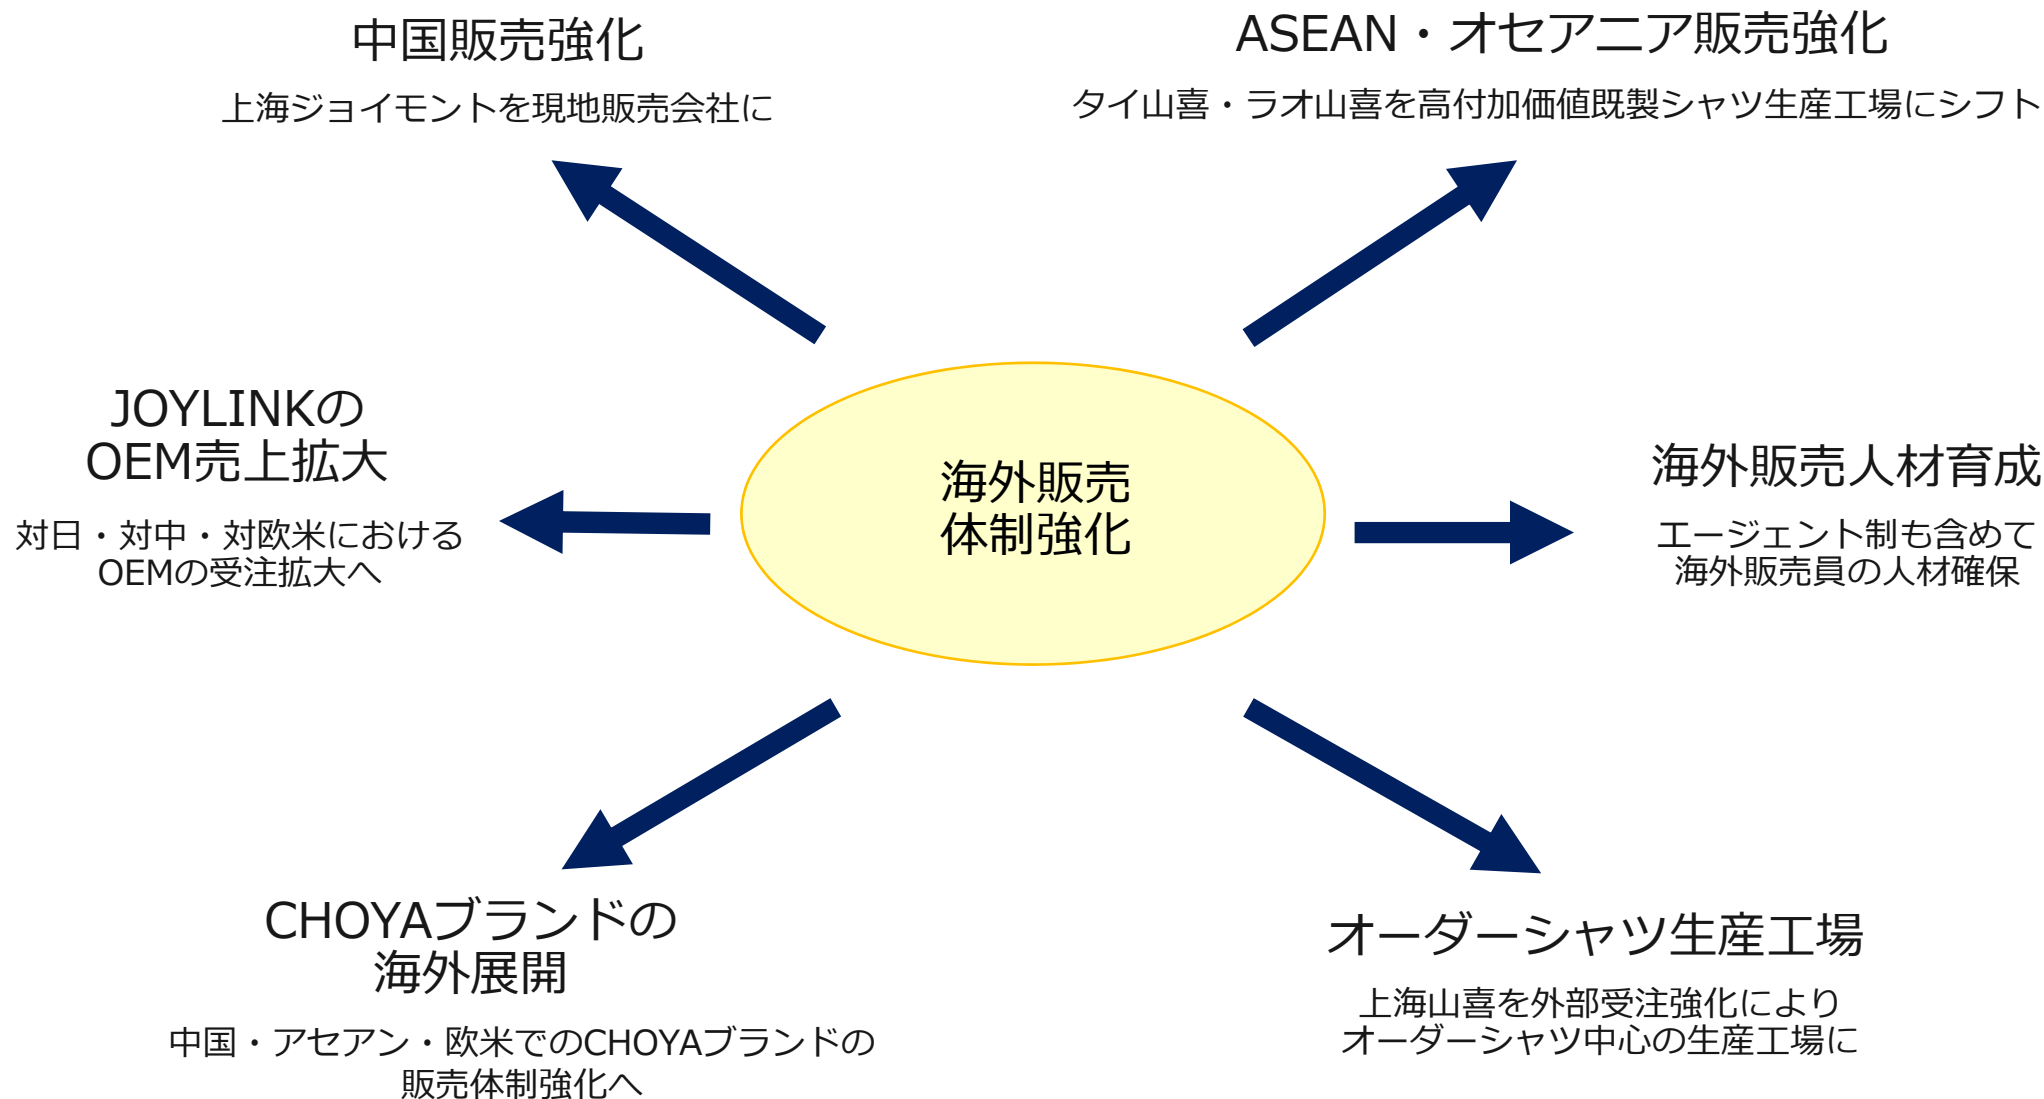 中国販売強化
上海ジョイモントを現地販売会社に
ASEAN・オセアニア販売強化
タイ山喜・ラオ山喜を高付加価値既製シャツ生産工場にシフト
JOYLINKの
OEM売上拡大
対日・対中・対欧米における
OEMの受注拡大へ
海外販売
体制強化
海外販売人材育成
エージェント制も含めて
海外販売員の人材確保
CHOYAブランドの
海外展開
中国・アセアン・欧米でのCHOYAブランドの
販売体制強化へ
オーダーシャツ生産工場
上海山喜を外部受注強化により
オーダーシャツ中心の生産工場に